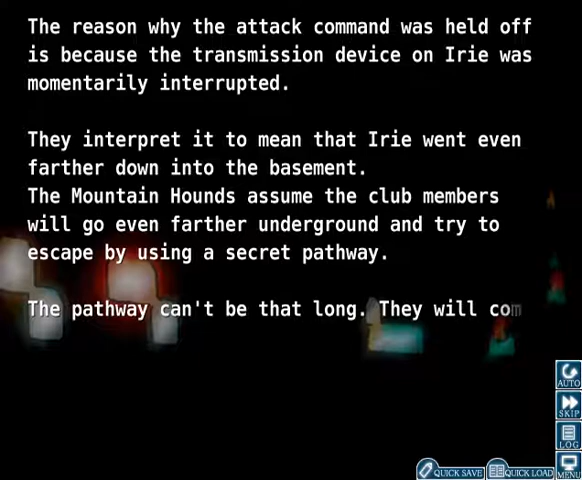 The reason why the attack command was held off
is because the transmission device on Irie was
momentarily interrupted.
They interpret it to mean that Irie went even
farther down into the basement.
The Mountain Hounds assume the club members
will go even farther underground and try to
escape by using a secret pathway.
The pathway can't be that long. They will com
AUTO
SKIP
LOG
MENU
QUICK SAVE
QUICK LOAD